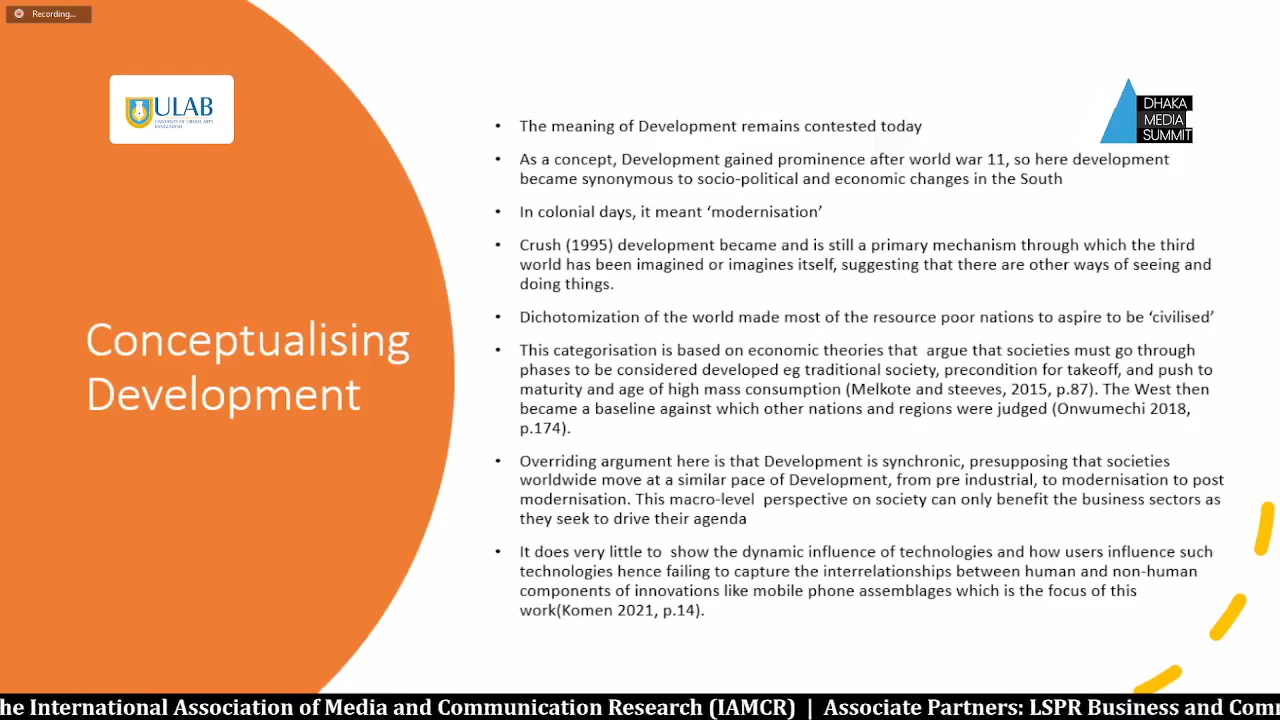 Recording...
ULAB
UNIVERSITY OF LIBERAL ARTS
BANGLADESH
DHAKA
MEDIA
SUMMIT
Conceptualising
Development
• The meaning of Development remains contested today
• As a concept, Development gained prominence after world war 11, so here development
became synonymous to socio-political and economic changes in the South
• In colonial days, it meant ‘modernisation’
• Crush (1995) development became and is still a primary mechanism through which the third
world has been imagined or imagines itself, suggesting that there are other ways of seeing and
doing things.
• Dichotomization of the world made most of the resource poor nations to aspire to be ‘civilised’
• This categorisation is based on economic theories that  argue that societies must go through
phases to be considered developed eg traditional society, precondition for takeoff, and push to
maturity and age of high mass consumption (Melkote and steeves, 2015, p.87). The West then
became a baseline against which other nations and regions were judged (Onwumechi 2018,
p.174).
• Overriding argument here is that Development is synchronic, presupposing that societies
worldwide move at a similar pace of Development, from pre industrial, to modernisation to post
modernisation. This macro-level  perspective on society can only benefit the business sectors as
they seek to drive their agenda
• It does very little to  show the dynamic influence of technologies and how users influence such
technologies hence failing to capture the interrelationships between human and non-human
components of innovations like mobile phone assemblages which is the focus of this
work(Komen 2021, p.14).
he International Association of Media and Communication Research (IAMCR)  |  Associate Partners: LSPR Business and Com